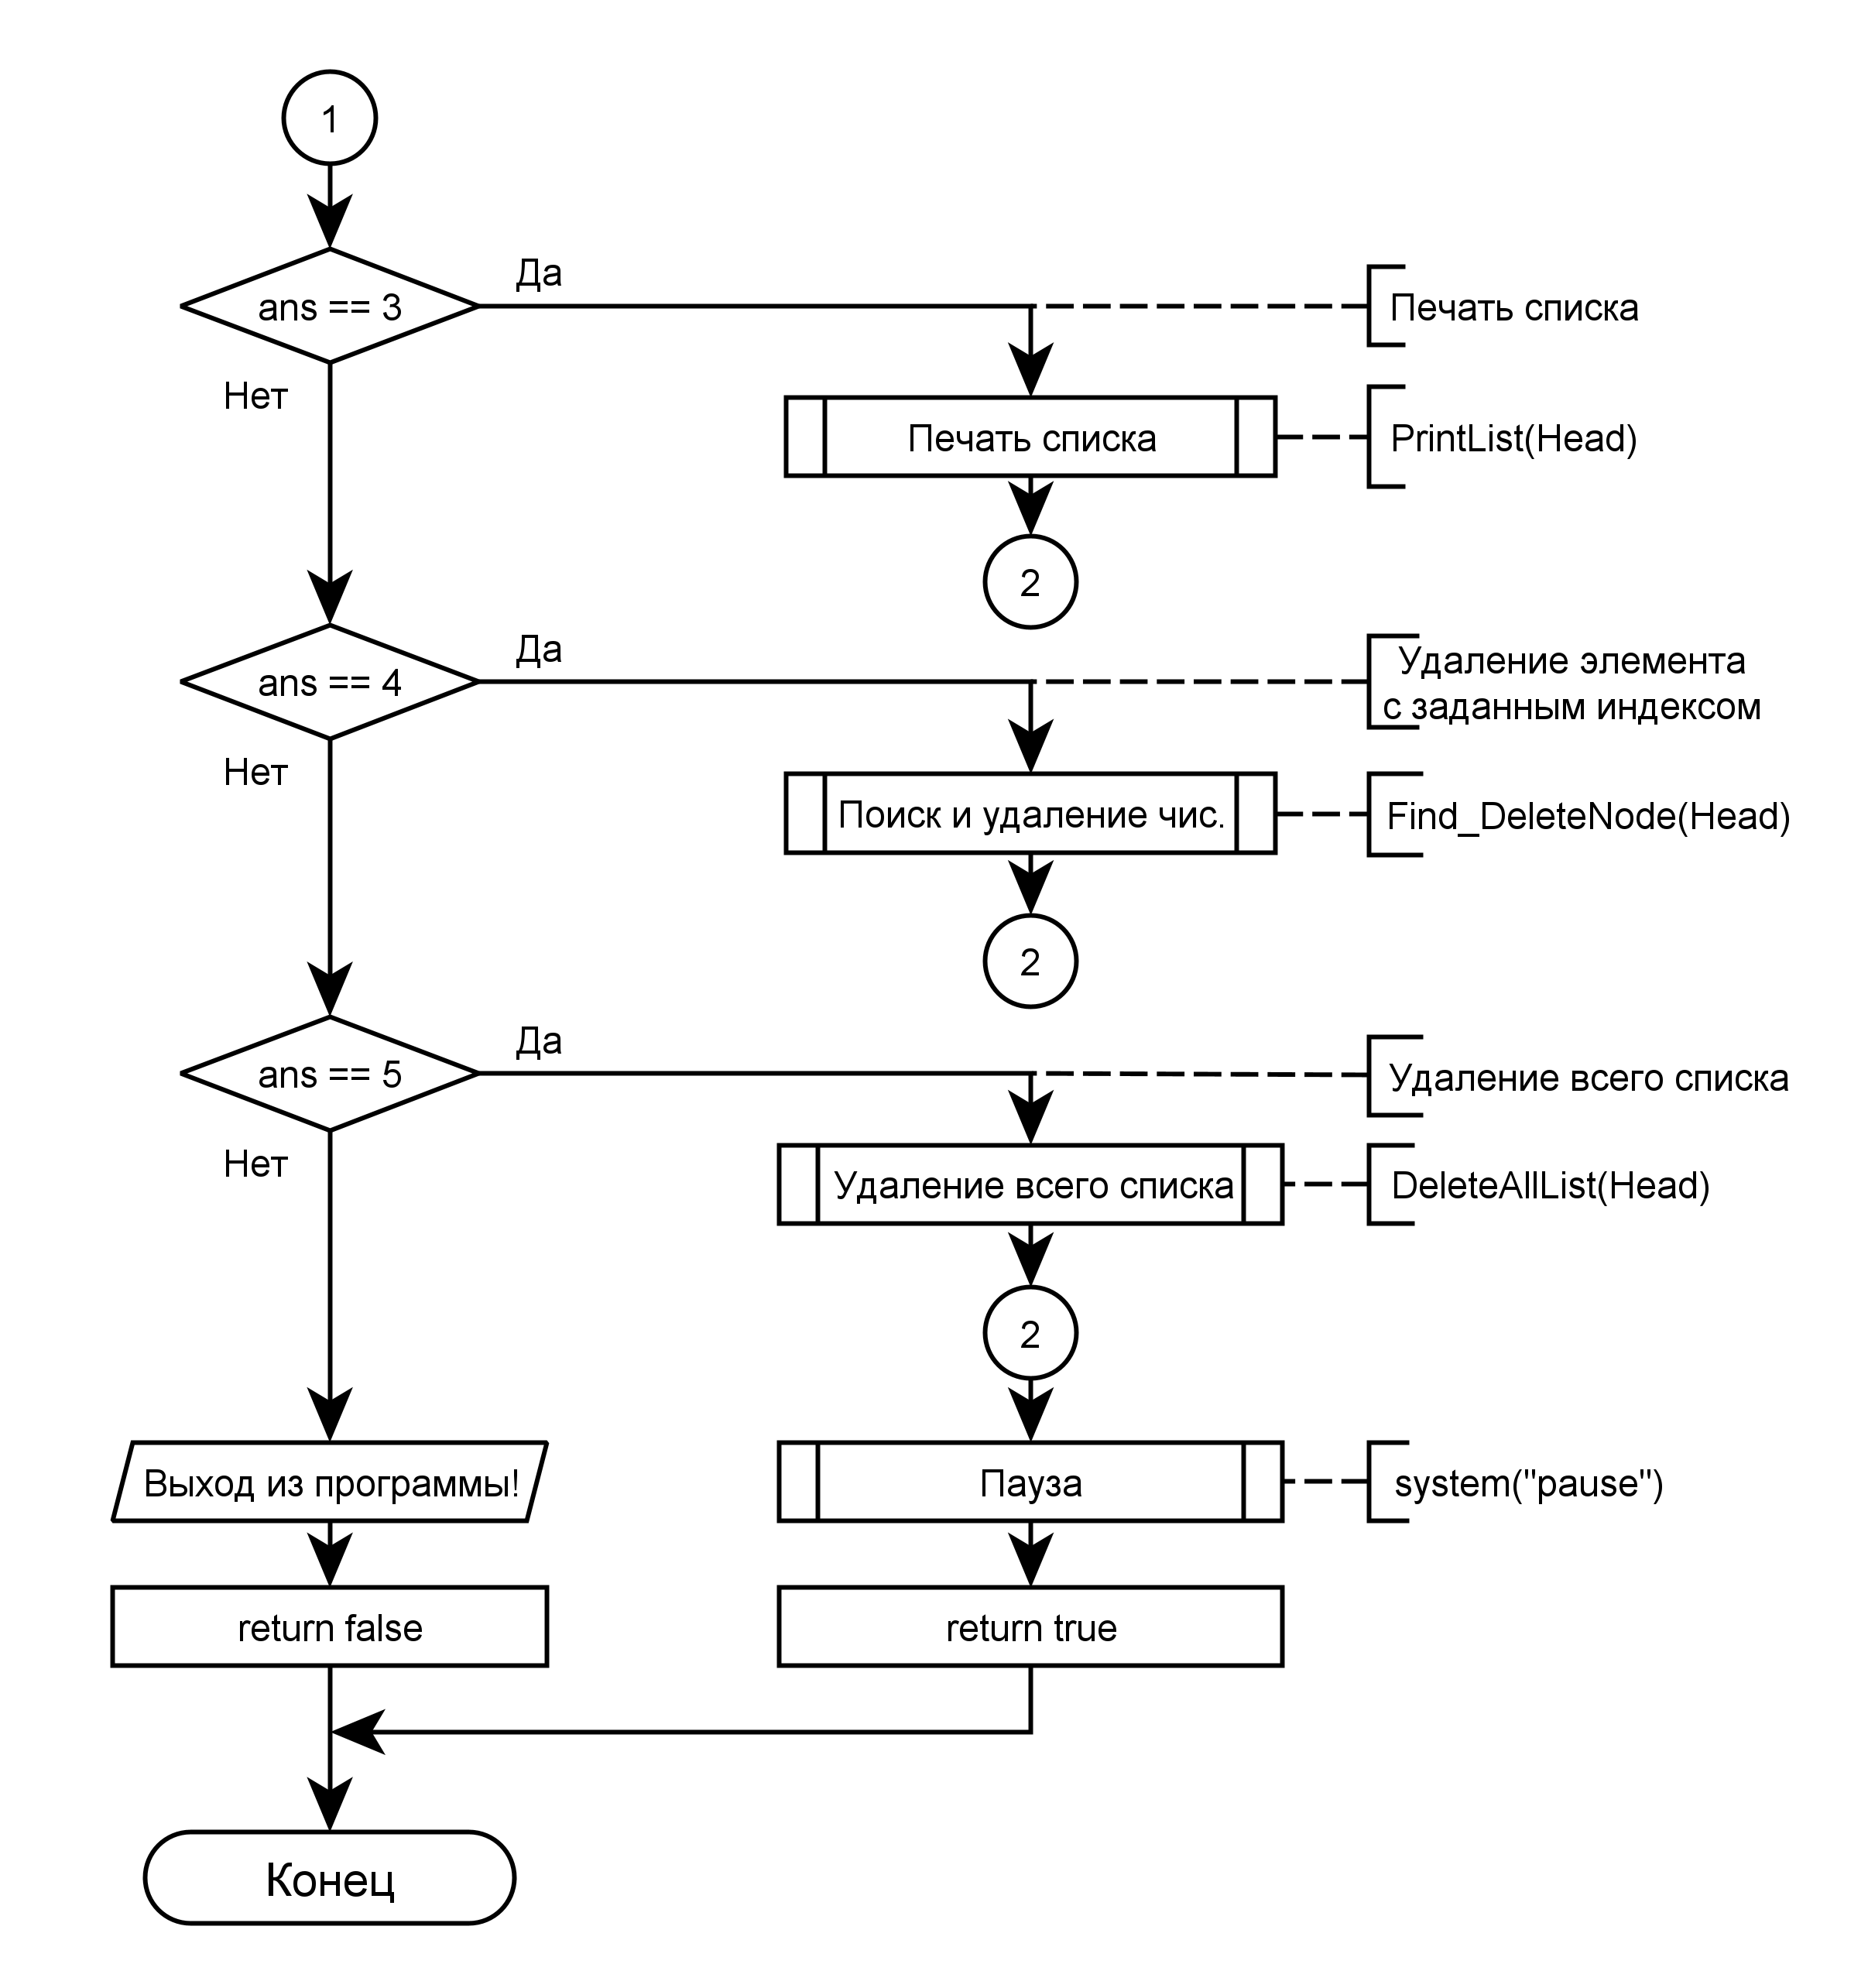 1
ans == 3
Да
Печать списка
Нет
Печать списка
PrintList(Head)
2
ans == 4
Да
Удаление элемента
с заданным индексом
Нет
Поиск и удаление чис.
Find_DeleteNode(Head)
2
ans == 5
Да
Удаление всего списка
Нет
Удаление всего списка
DeleteAllList(Head)
2
Выход из программы!
Пауза
system("pause")
return false
return true
Конец